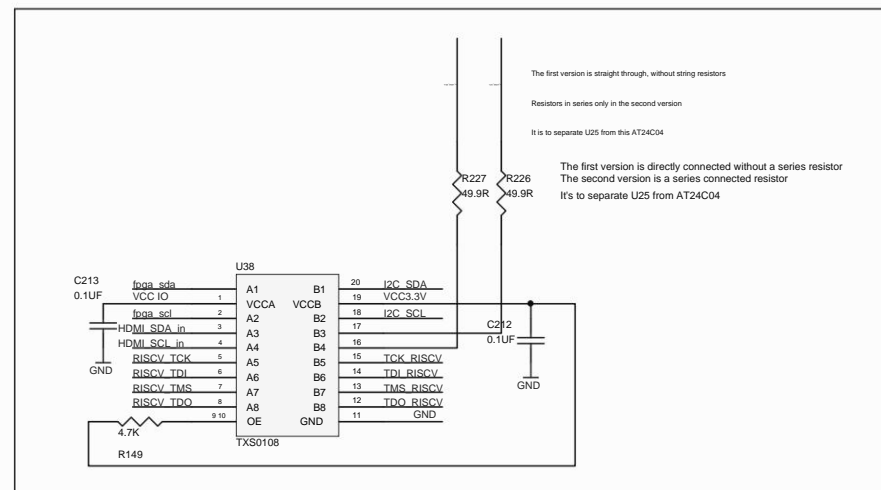 The first version is straight through, without string resistors
Resistors in series only in the second version
It is to separate U25 from this AT24C04
The first version is directly connected without a series resistor
The second version is a series connected resistor
It's to separate U25 from AT24C04
R227
49.9R
R226
49.9R
U38
C213
0.1UF
GND
fpga_sda
VCC IO
fpga_scl
HDMI_SDA_in
HDMI_SCL_in
RISCV_TCK
RISCV_TDI
RISCV_TMS
RISCV_TDO
1
2
3
4
5
6
7
8
9 10
A1
VCCA
A2
A3
A4
A5
A6
A7
A8
OE
B1
VCCB
B2
B3
B4
B5
B6
B7
B8
GND
20
19
18
17
16
15
14
13
12
11
I2C_SDA
VCC3.3V
I2C_SCL
TCK_RISCV
TDI_RISCV
TMS_RISCV
TDO_RISCV
GND
C212
0.1UF
GND
4.7K
R149
TXS0108